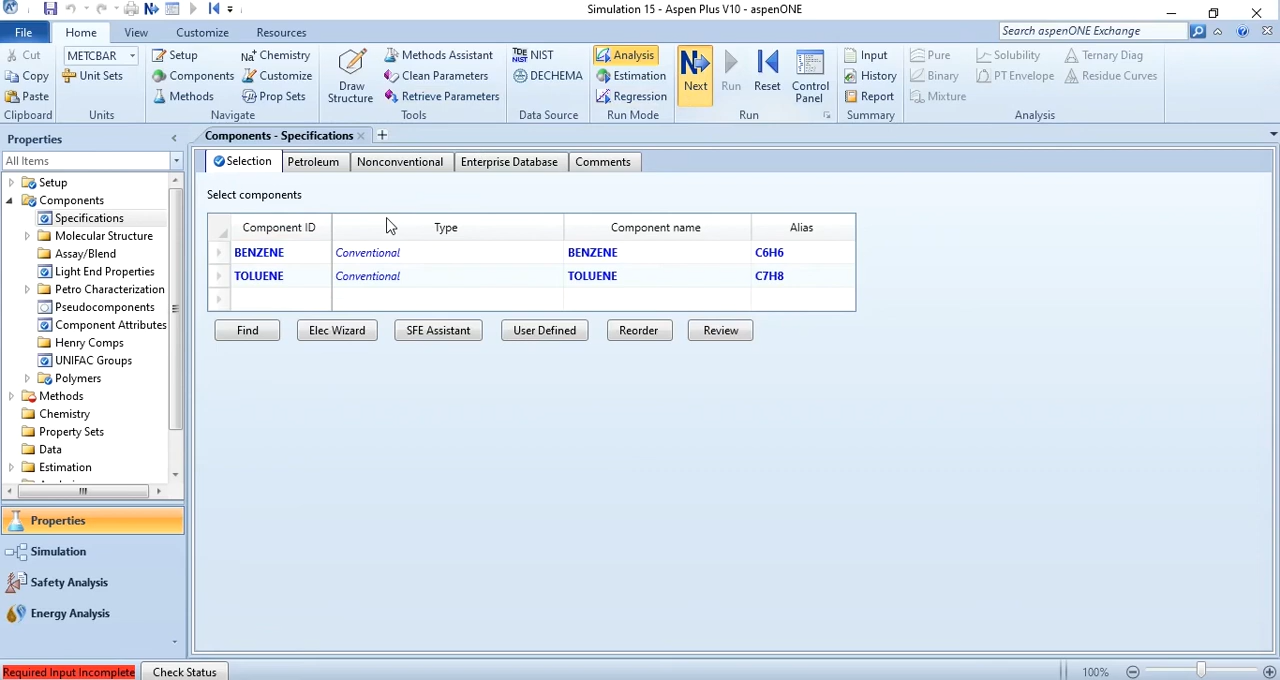 Simulation 15 - Aspen Plus V10 - aspenONE
File Home View Customize Resources Search aspenONE Exchange
Cut METCBAR Setup Chemistry Methods Assistant NIST Analysis Input Pure Solubility Ternary Diag
Copy Unit Sets Components Customize Draw Structure Clean Parameters DECHEMA Estimation Next Run Reset Control Panel History Binary PT Envelope Residue Curves
Paste Methods Prop Sets Retrieve Parameters Regression Report Mixture
Clipboard Units Navigate Tools Data Source Run Mode Run Summary Analysis
Properties
All Items
Setup
Components
Specifications
Molecular Structure
Assay/Blend
Light End Properties
Petro Characterization
Pseudocomponents
Component Attributes
Henry Comps
UNIFAC Groups
Polymers
Methods
Chemistry
Property Sets
Data
Estimation
Properties
Simulation
Safety Analysis
Energy Analysis
Components - Specifications
Selection Petroleum Nonconventional Enterprise Database Comments
Select components
Component ID Type Component name Alias
BENZENE Conventional BENZENE C6H6
TOLUENE Conventional TOLUENE C7H8
Find Elec Wizard SFE Assistant User Defined Reorder Review
Required Input Incomplete Check Status 100%